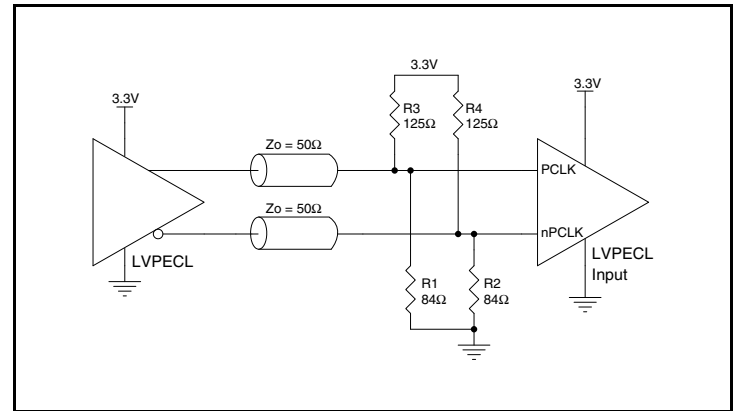 3.3V
3.3V
3.3V
R3
125Ω
R4
125Ω
Zo = 50Ω
PCLK
Zo = 50Ω
nPCLK
LVPECL
LVPECL
Input
R1
84Ω
R2
84Ω